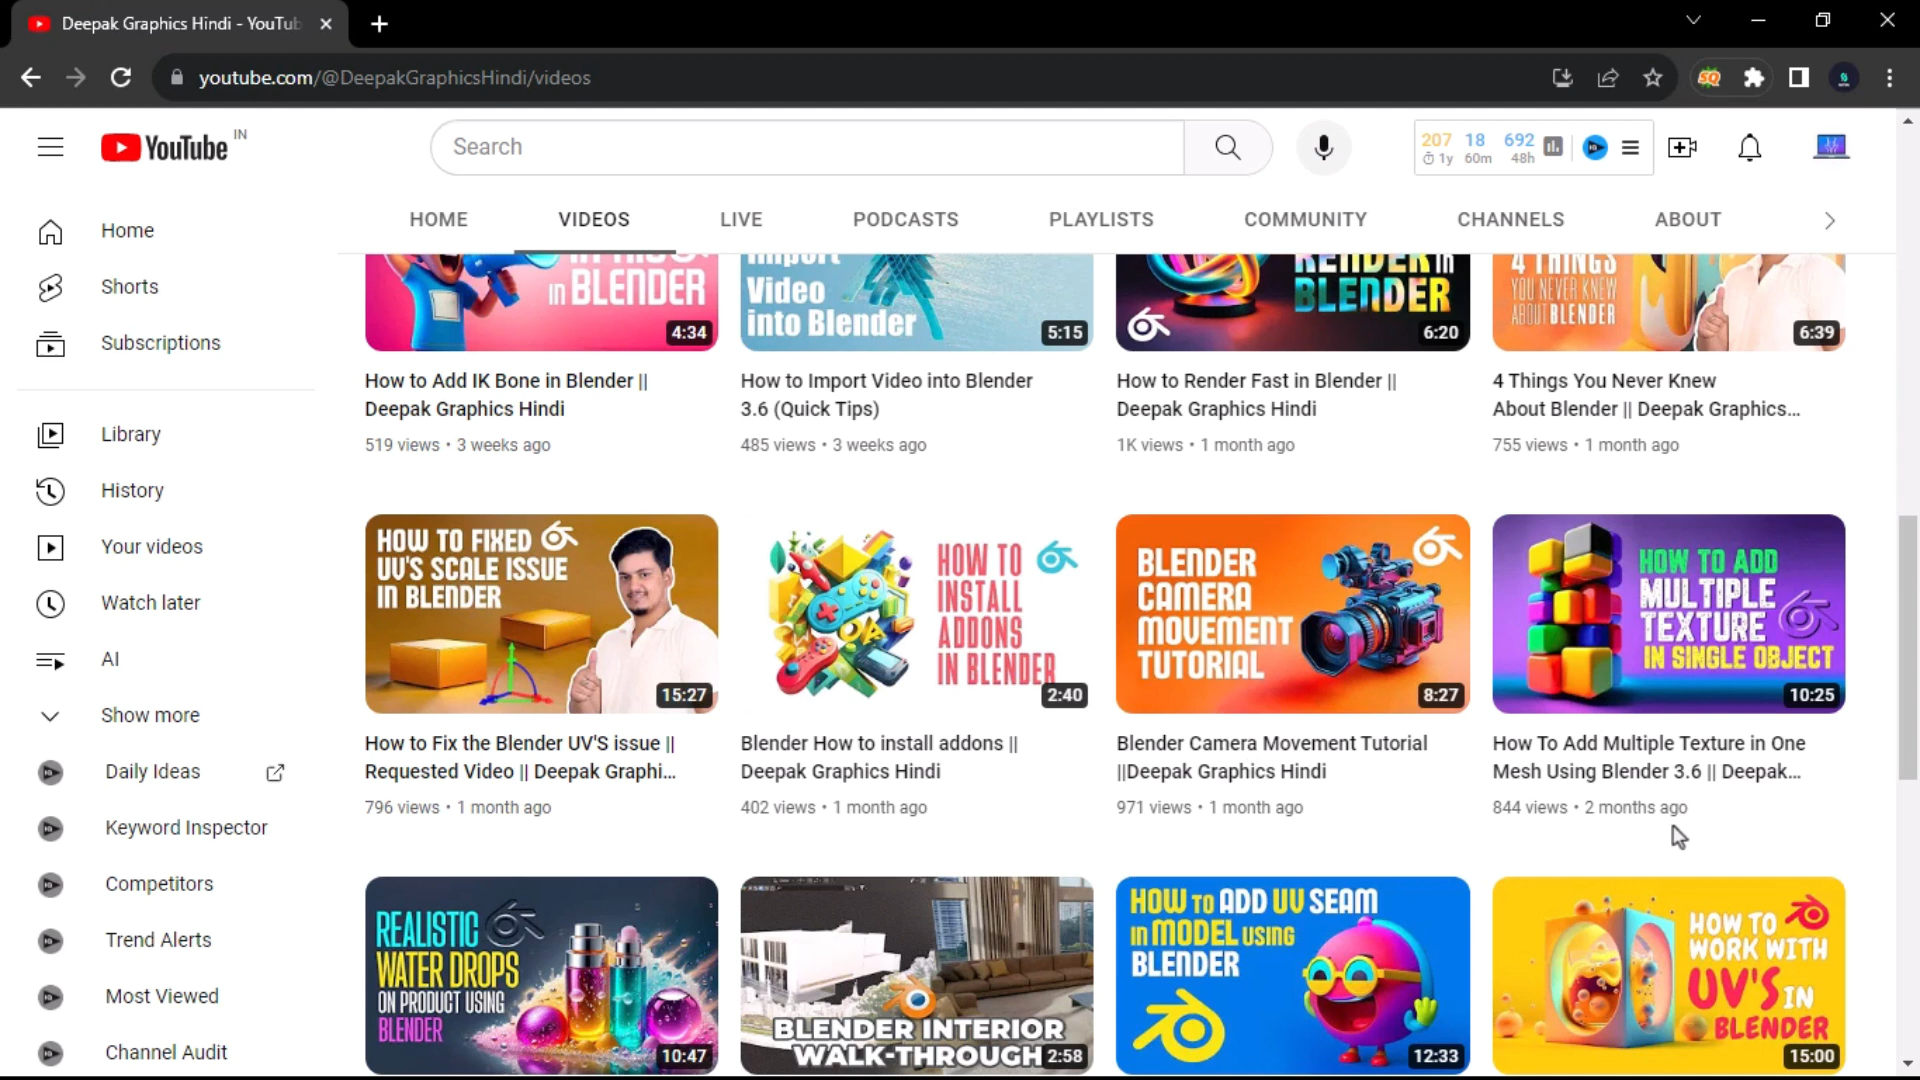 Deepak Graphics Hindi - YouTub
youtube.com/@DeepakGraphicsHindi/videos
SQ
YouTube IN
Search
207 18 692
1y 60m 48h
HOME VIDEOS LIVE PODCASTS PLAYLISTS COMMUNITY CHANNELS ABOUT
Home
Shorts
Subscriptions
Library
History
Your videos
Watch later
AI
Show more
Daily Ideas
Keyword Inspector
Competitors
Trend Alerts
Most Viewed
Channel Audit
in BLENDER
4:34
How to Add IK Bone in Blender ||
Deepak Graphics Hindi
519 views • 3 weeks ago
Import
Video
into Blender
5:15
How to Import Video into Blender
3.6 (Quick Tips)
485 views • 3 weeks ago
RENDER in
BLENDER
6:20
How to Render Fast in Blender ||
Deepak Graphics Hindi
1K views • 1 month ago
4 THINGS
YOU NEVER KNEW
ABOUT BLENDER
6:39
4 Things You Never Knew
About Blender || Deepak Graphics...
755 views • 1 month ago
HOW TO FIXED
UV'S SCALE ISSUE
IN BLENDER
15:27
How to Fix the Blender UV'S issue ||
Requested Video || Deepak Graphi...
796 views • 1 month ago
HOW TO
INSTALL
ADDONS
IN BLENDER
2:40
Blender How to install addons ||
Deepak Graphics Hindi
402 views • 1 month ago
BLENDER
CAMERA
MOVEMENT
TUTORIAL
8:27
Blender Camera Movement Tutorial
||Deepak Graphics Hindi
971 views • 1 month ago
HOW TO ADD
MULTIPLE
TEXTURE
IN SINGLE OBJECT
10:25
How To Add Multiple Texture in One
Mesh Using Blender 3.6 || Deepak...
844 views • 2 months ago
REALISTIC
WATER DROPS
ON PRODUCT USING
BLENDER
10:47
BLENDER INTERIOR
WALK-THROUGH
2:58
HOW TO ADD UV SEAM
in MODEL USING
BLENDER
12:33
HOW TO
WORK WITH
UV'S IN
BLENDER
15:00